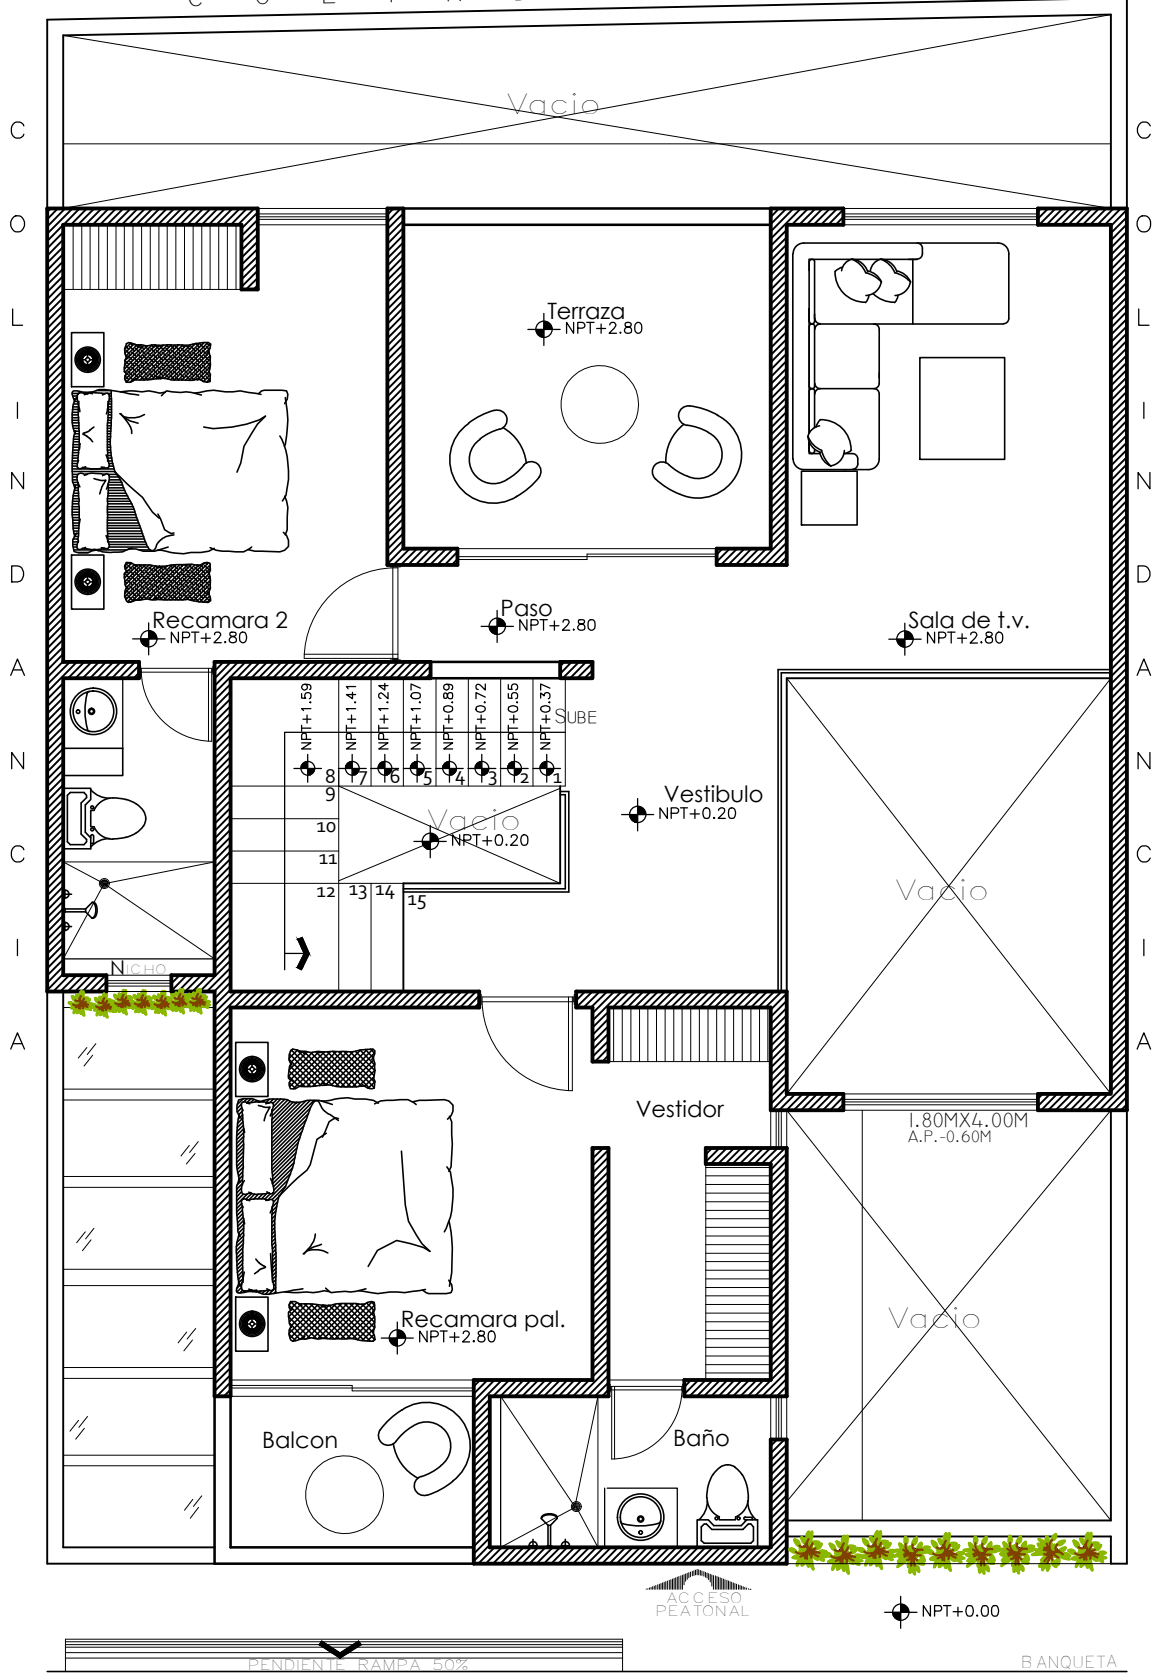 Vacio
C
O
L
I
N
D
A
N
C
I
A
C
O
L
I
N
D
A
N
C
I
A
Terraza
NPT+2.80
Recamara 2
NPT+2.80
Paso
NPT+2.80
Sala de t.v.
NPT+2.80
NPT+1.59
NPT+1.41
NPT+1.24
NPT+1.07
NPT+0.89
NPT+0.72
NPT+0.55
NPT+0.37
SUBE
8 7 6 5 4 3 2 1
9
10
11
12 13 14 15
Vacio
NPT+0.20
Vestibulo
NPT+0.20
Vacio
NICHO
Vestidor
1.80MX4.00M
A.P.-0.60M
Recamara pal.
NPT+2.80
Vacio
Balcon
Baño
ACCESO
PEATONAL
NPT+0.00
PENDIENTE RAMPA 50%
BANQUETA